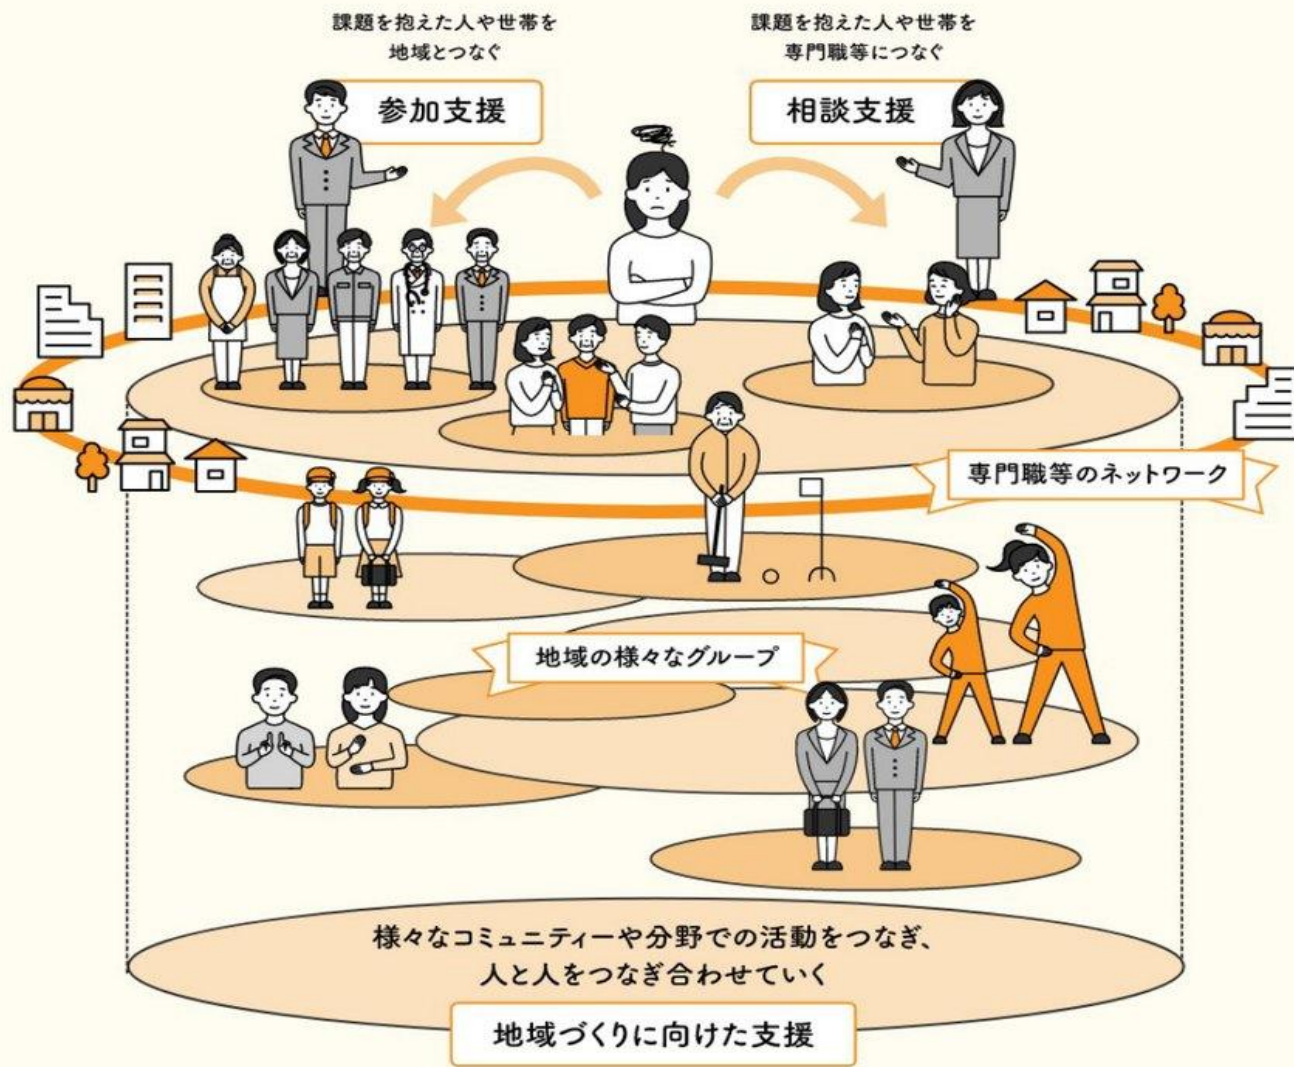 課題を抱えた人や世帯を
地域とつなぐ
参加支援
課題を抱えた人や世帯を
専門職等につなぐ
相談支援
専門職等のネットワーク
地域の様々なグループ
様々なコミュニティーや分野での活動をつなぎ、
人と人をつなぎ合わせていく
地域づくりに向けた支援